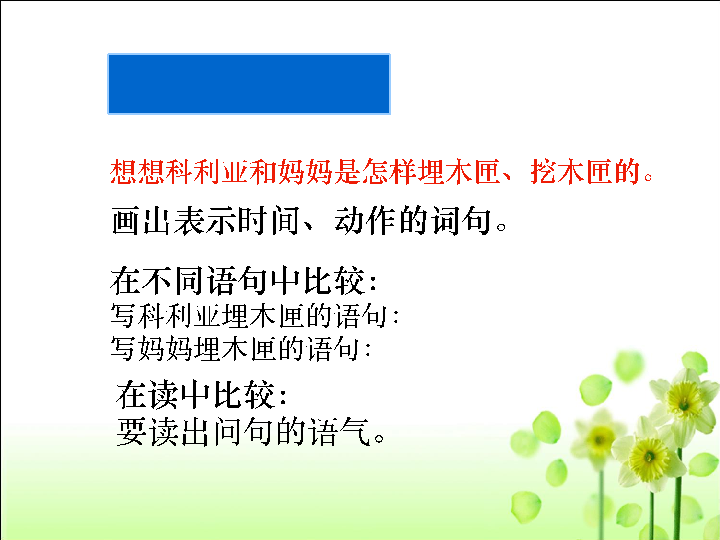 想想科利亚和妈妈是怎样埋木匣、挖木匣的。
画出表示时间、动作的词句。
在不同语句中比较：
写科利亚埋木匣的语句：
写妈妈埋木匣的语句：
在读中比较：
要读出问句的语气。